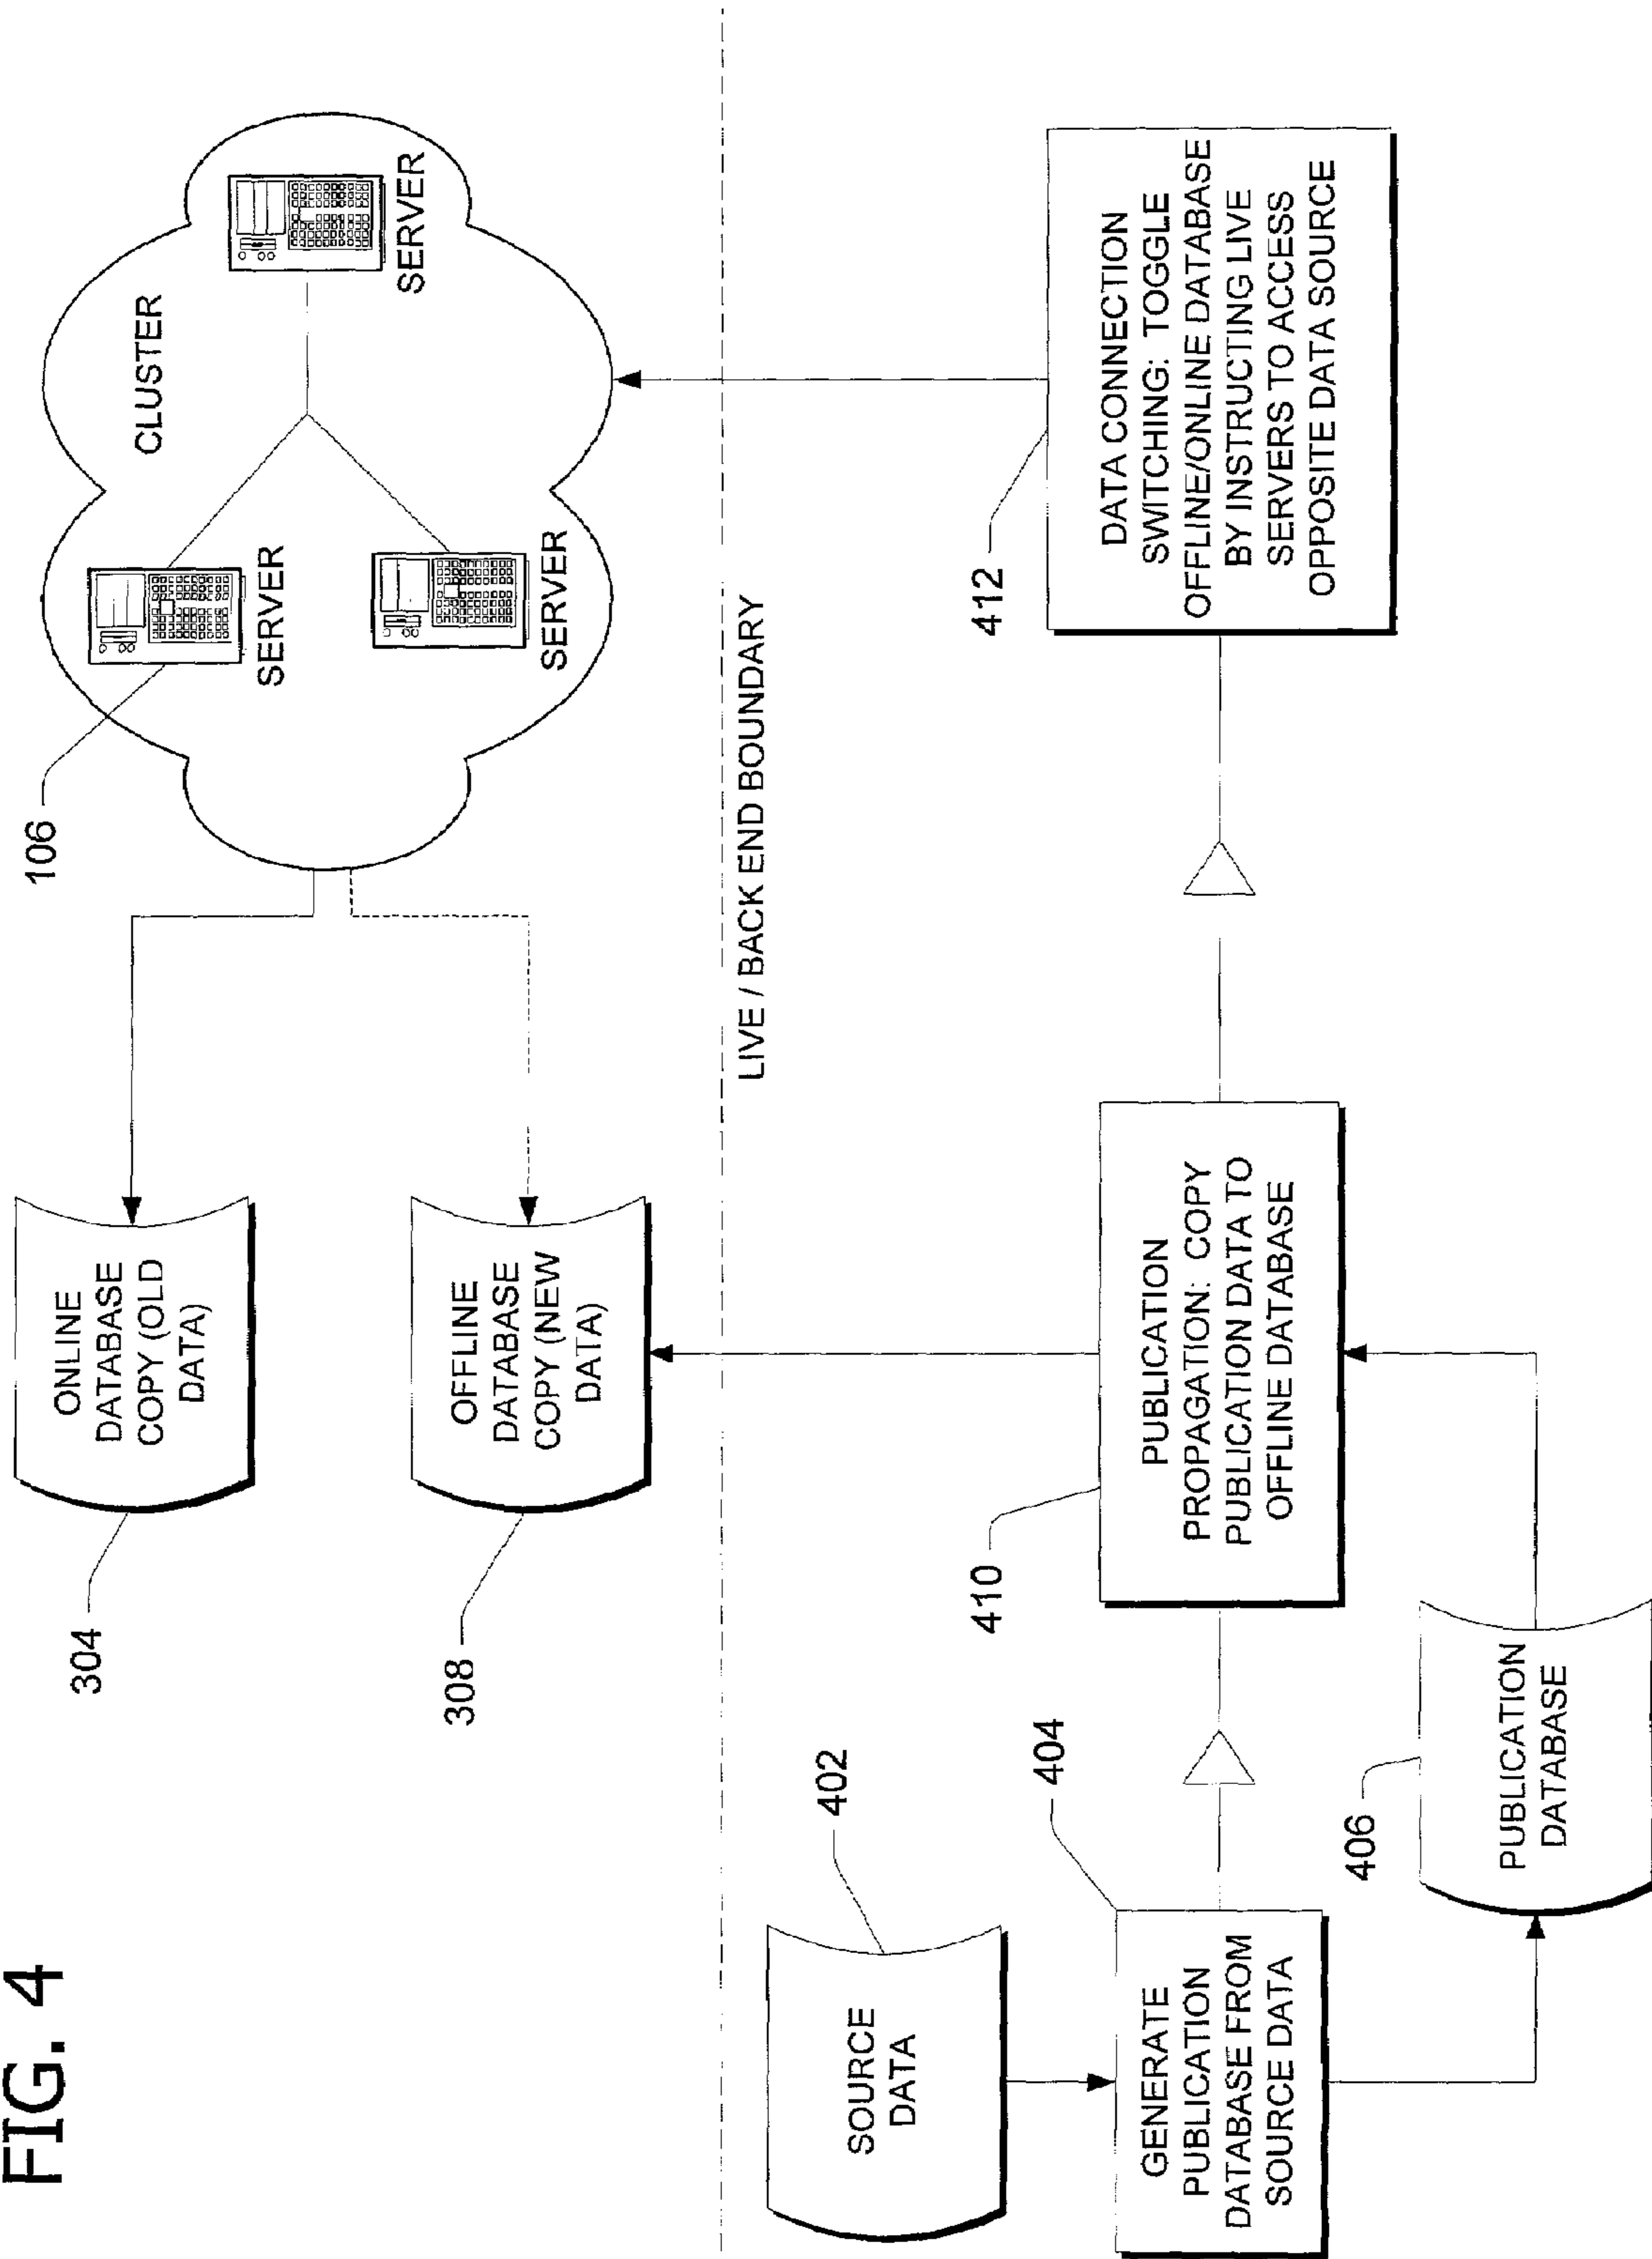 FIG. 4
304
ONLINE
DATABASE
COPY (OLD
DATA)
308
OFFLINE
DATABASE
COPY (NEW
DATA)
106
CLUSTER
SERVER
SERVER
SERVER
LIVE / BACK END BOUNDARY
402
SOURCE
DATA
404
GENERATE
PUBLICATION
DATABASE FROM
SOURCE DATA
406
PUBLICATION
DATABASE
410
PUBLICATION
PROPAGATION: COPY
PUBLICATION DATA TO
OFFLINE DATABASE
412
DATA CONNECTION
SWITCHING: TOGGLE
OFFLINE/ONLINE DATABASE
BY INSTRUCTING LIVE
SERVERS TO ACCESS
OPPOSITE DATA SOURCE